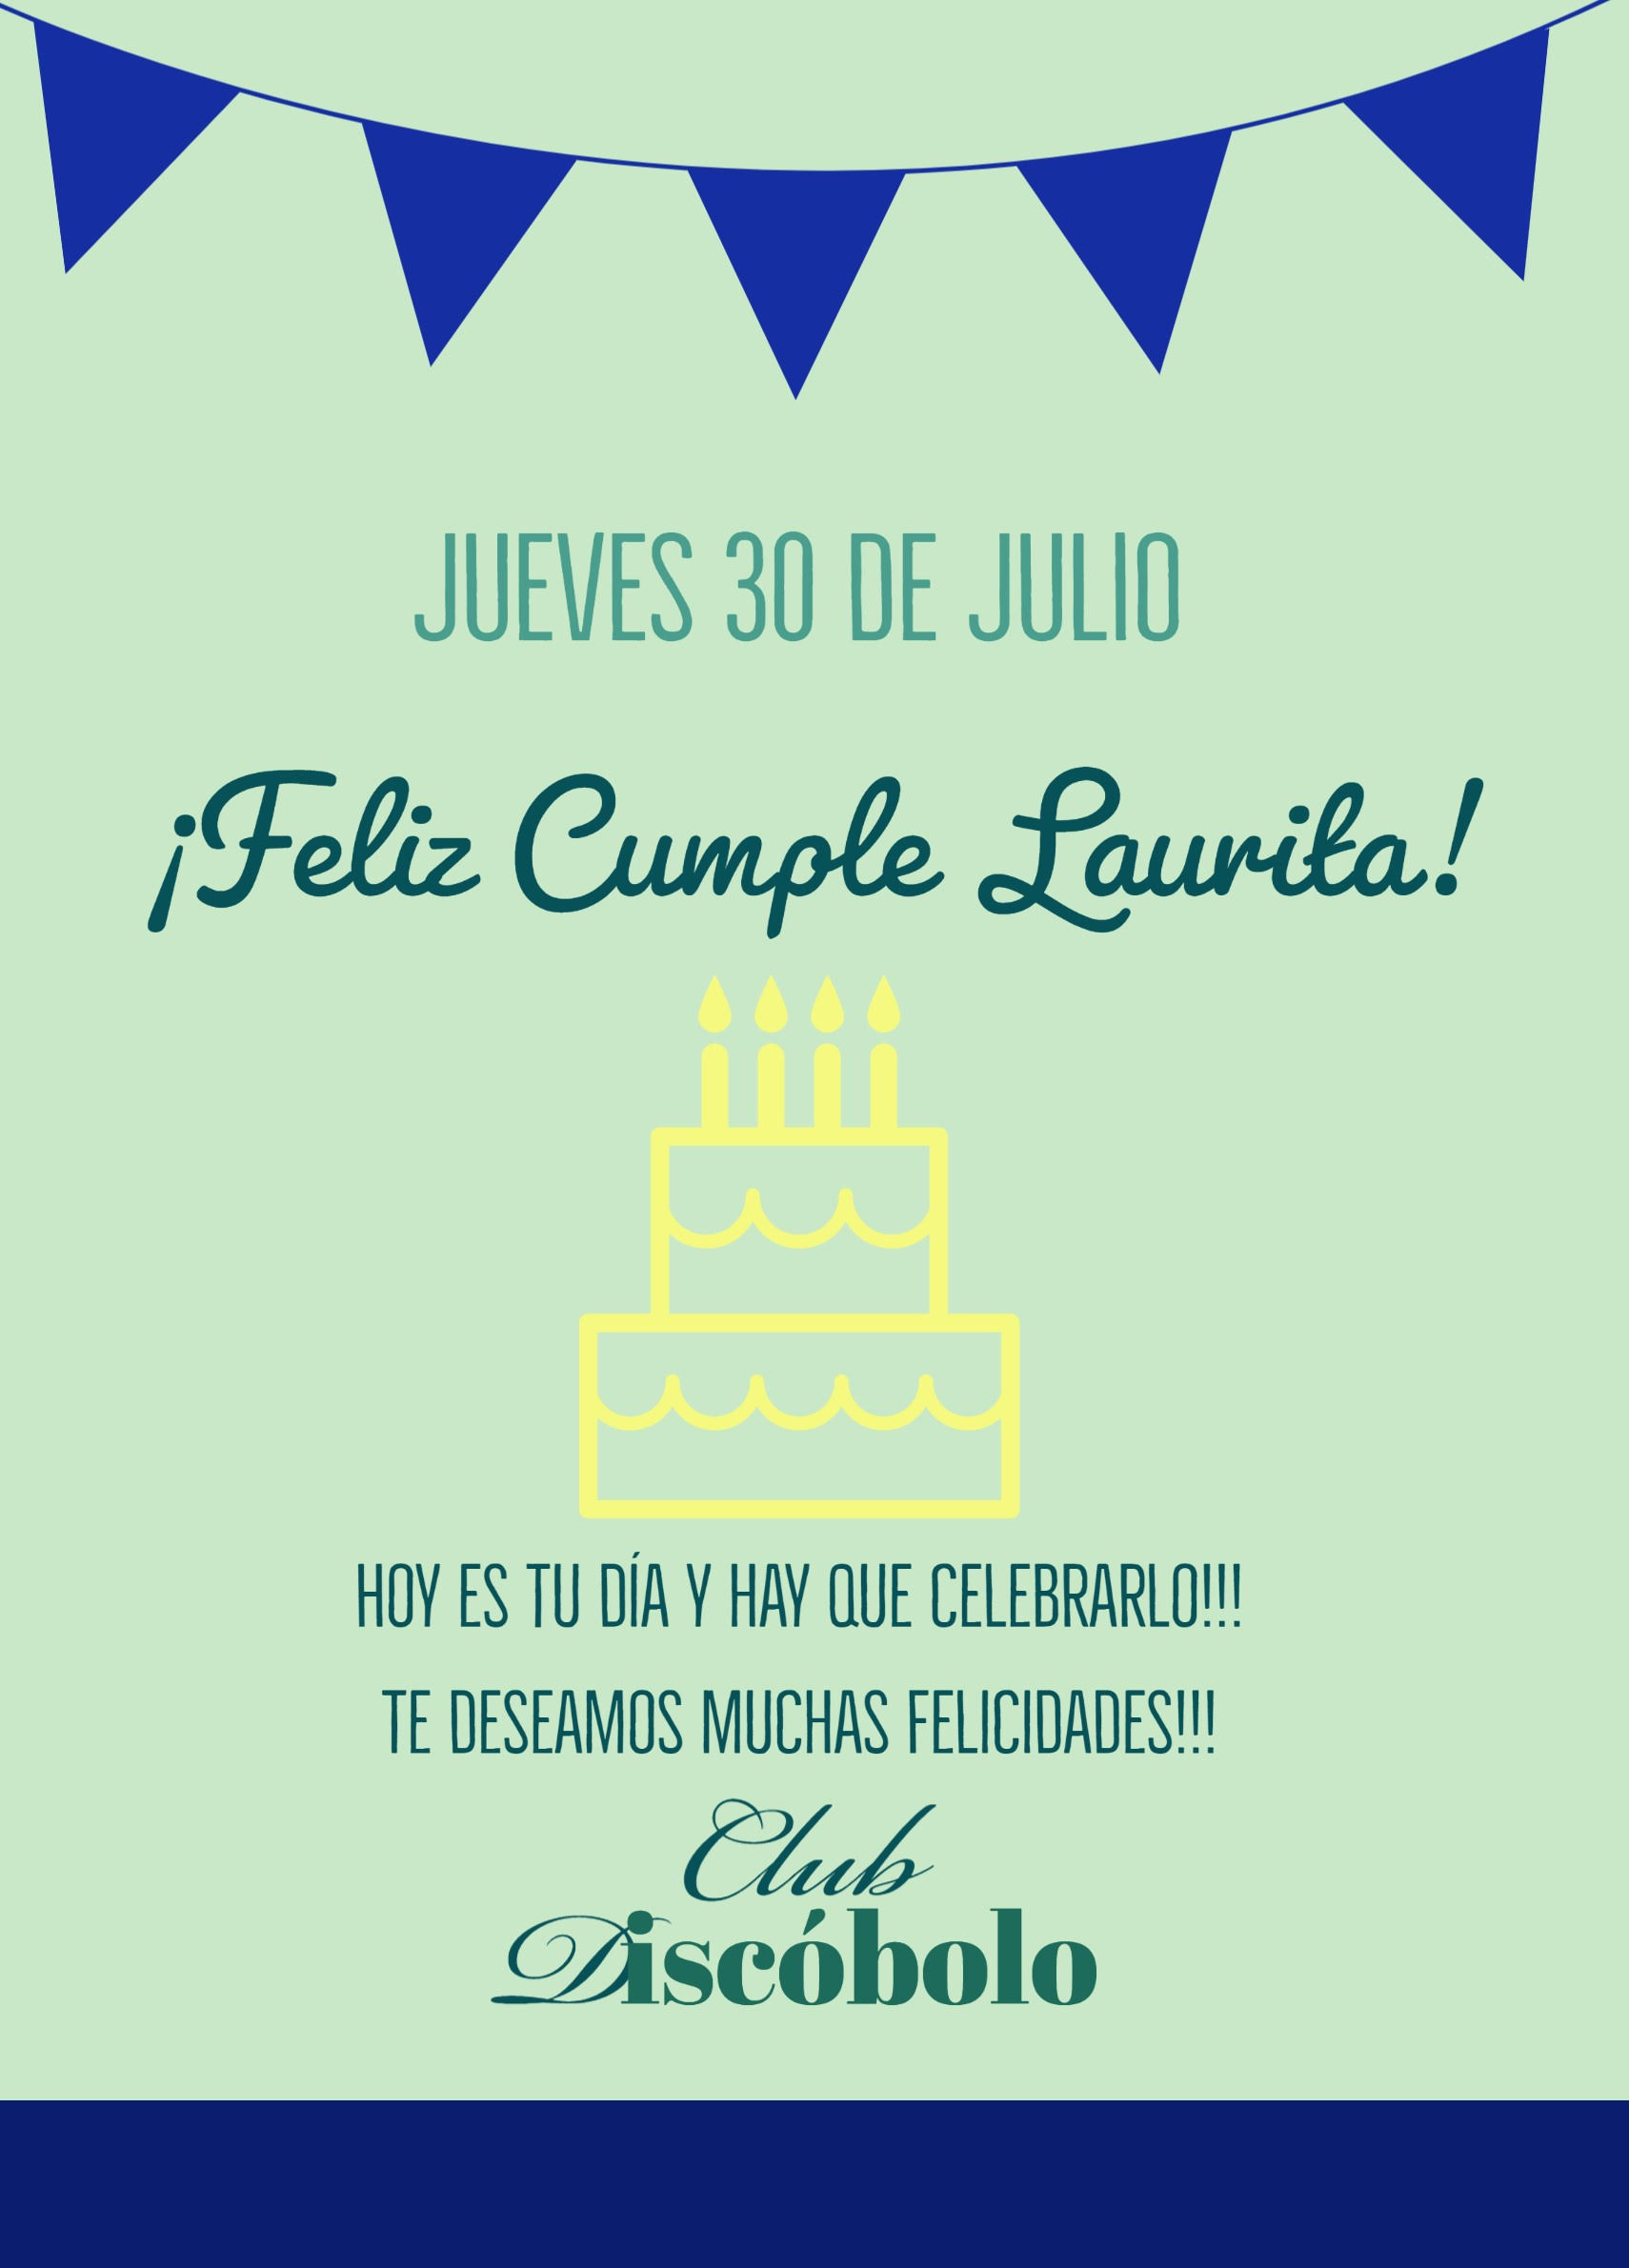 JUEVES 30 DE JULIO
¡Feliz Cumple Laurita!
HOY ES TU DÍA Y HAY QUE CELEBRARLO!!!
TE DESEAMOS MUCHAS FELICIDADES!!!
Club
Discóbolo